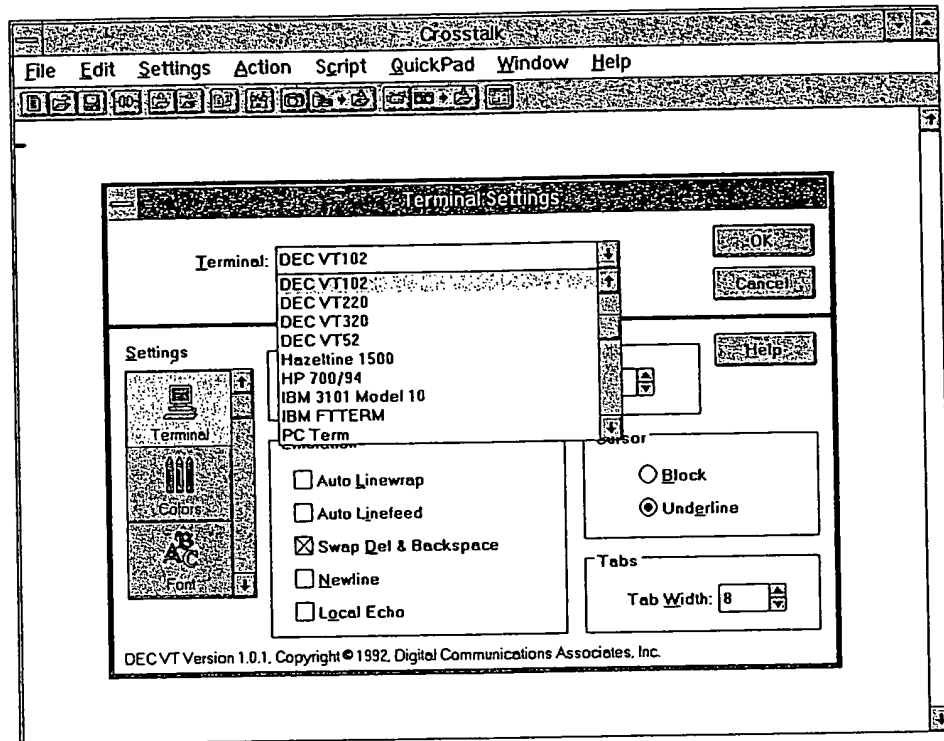 Crosstalk
File Edit Settings Action Script QuickPad Window Help
Terminal Settings
Terminal: DEC VT102
OK
DEC VT102
Cancel
DEC VT220
DEC VT320
DEC VT52
Settings
Hazeltine 1500
Help
HP 700/94
IBM 3101 Model 10
IBM FTTERM
Terminal
PC Term
Emulation
Cursor
Auto Linewrap
Block
Colors
Auto Linefeed
Underline
Swap Del & Backspace
Tabs
Font
Newline
Tab Width: 8
Local Echo
DEC VT Version 1.0.1, Copyright © 1992, Digital Communications Associates, Inc.